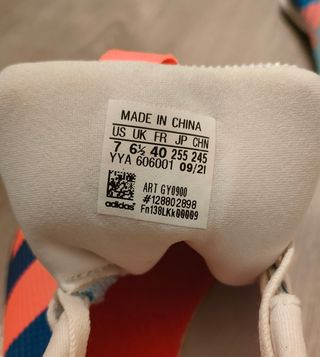 MADE IN CHINA
US UK FR JP CHN
7 6½ 40 255 245
YYA 606001 09/21
ART GY0900
#128802898
adidas Fn138LKk00009